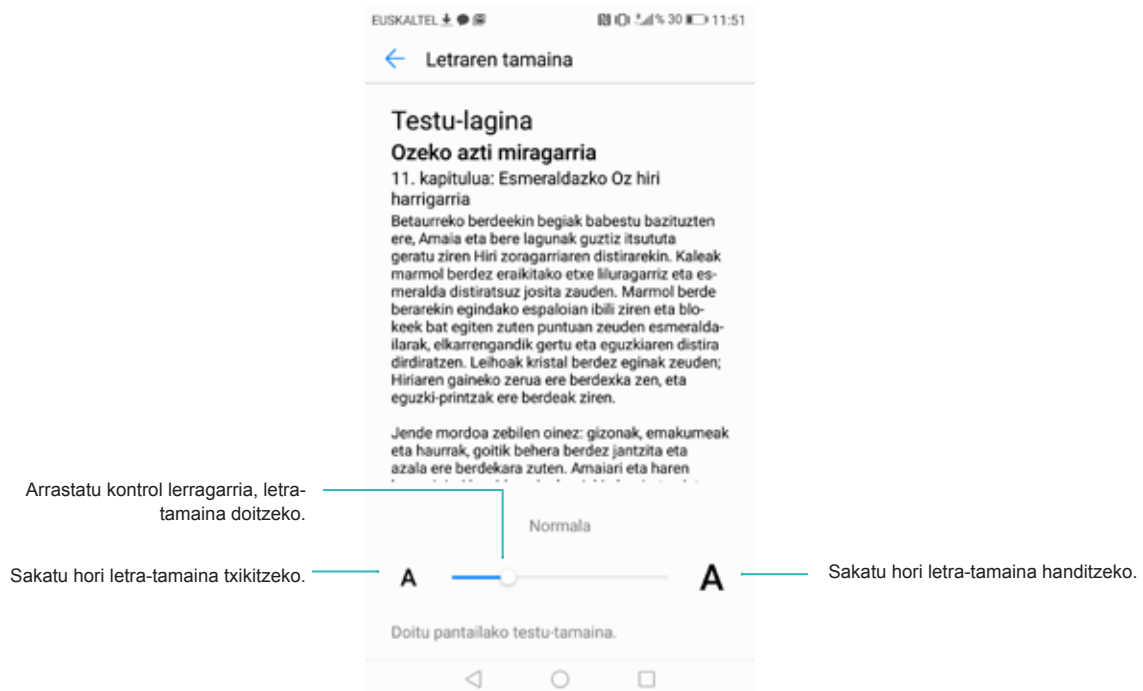 EUSKALTEL
% 30 11:51
Letraren tamaina
Testu-lagina
Ozeko azti miragarria
11. kapitulua: Esmeraldazko Oz hiri
harrigarria
Betaurreko berdeekin begiak babestu bazituzten
ere, Amaia eta bere lagunak guztiz itsututa
geratu ziren Hiri zoragarriaren distirarekin. Kaleak
marmol berdez eraikitako etxe liluragarriz eta es-
meralda distiratsuz josita zauden. Marmol berde
berarekin egindako espaloian ibili ziren eta blo-
keek bat egiten zuten puntuan zeuden esmeralda-
ilarak, elkarrengandik gertu eta eguzkiaren distira
dirdiratzen. Leihoak kristal berdez eginak zeuden;
Hiriaren gaineko zerua ere berdexka zen, eta
eguzki-printzak ere berdeak ziren.
Jende mordoa zebilen oinez: gizonak, emakumeak
eta haurrak, goitik behera berdez jantzita eta
azala ere berdekara zuten. Amaiari eta haren
Arrastatu kontrol lerragarria, letra-
tamaina doitzeko.
Normala
Sakatu hori letra-tamaina txikitzeko.
A
A
Sakatu hori letra-tamaina handitzeko.
Doitu pantailako testu-tamaina.